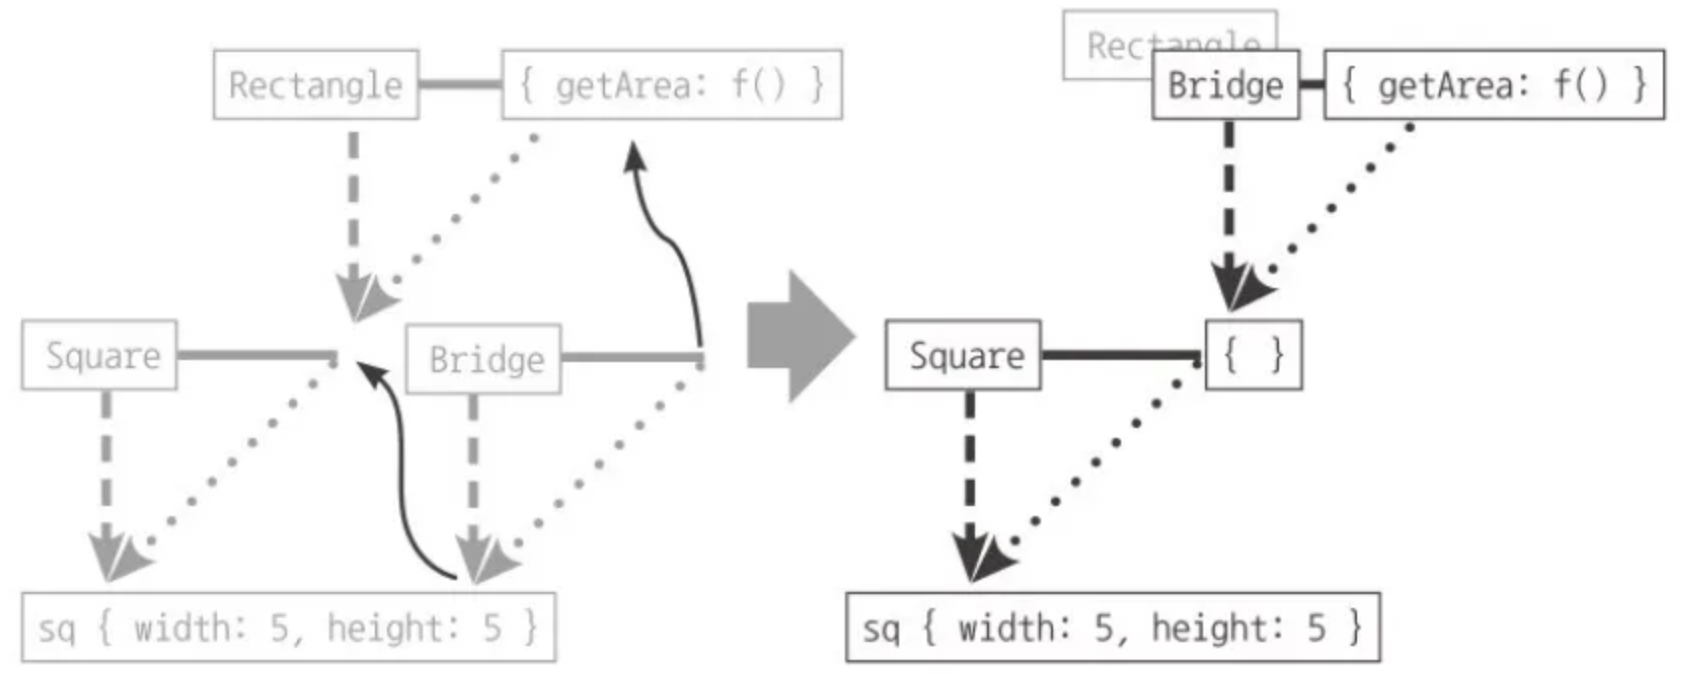 Rectangle
{ getArea: f() }
Square
Bridge
sq { width: 5, height: 5 }
Rectangle
Bridge
{ getArea: f() }
Square
{ }
sq { width: 5, height: 5 }